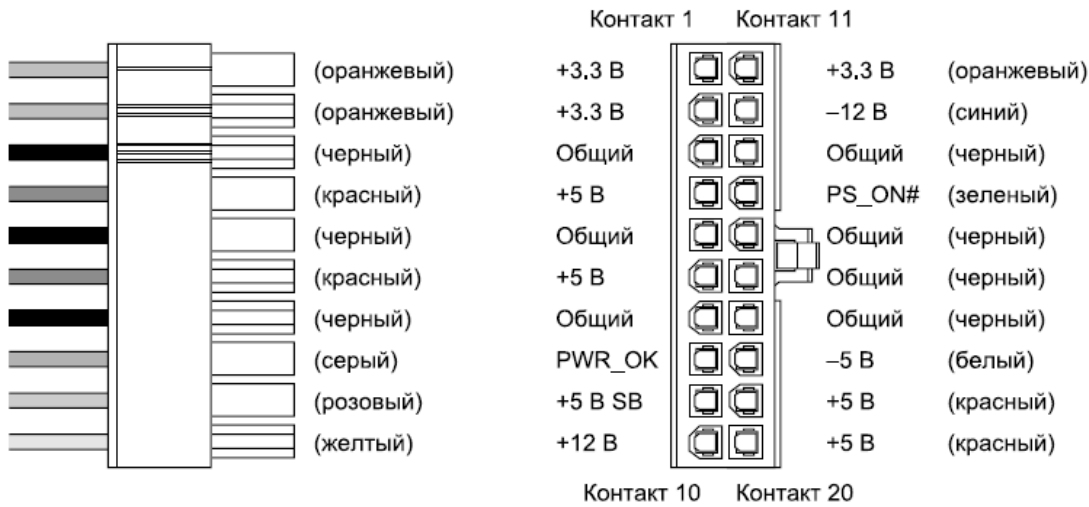 Контакт 1 Контакт 11
(оранжевый) +3.3 В +3.3 В (оранжевый)
(оранжевый) +3.3 В –12 В (синий)
(черный) Общий Общий (черный)
(красный) +5 В PS_ON# (зеленый)
(черный) Общий Общий (черный)
(красный) +5 В Общий (черный)
(черный) Общий Общий (черный)
(серый) PWR_OK –5 В (белый)
(розовый) +5 В SB +5 В (красный)
(желтый) +12 В +5 В (красный)
Контакт 10 Контакт 20